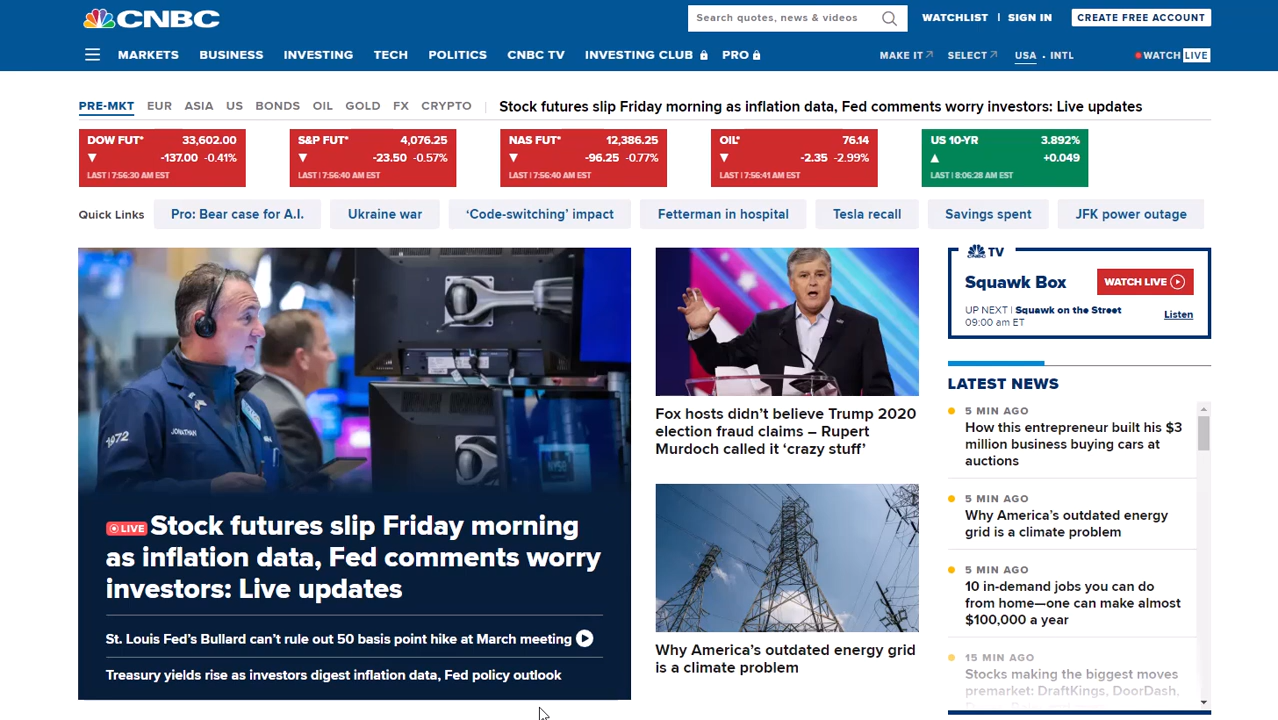 CNBC
Search quotes, news & videos
WATCHLIST | SIGN IN
CREATE FREE ACCOUNT
MARKETS BUSINESS INVESTING TECH POLITICS CNBC TV INVESTING CLUB PRO
MAKE IT SELECT USA • INTL
WATCH LIVE
PRE-MKT EUR ASIA US BONDS OIL GOLD FX CRYPTO
Stock futures slip Friday morning as inflation data, Fed comments worry investors: Live updates
DOW FUT* 33,602.00
-137.00 -0.41%
LAST | 7:56:30 AM EST
S&P FUT* 4,076.25
-23.50 -0.57%
LAST | 7:56:40 AM EST
NAS FUT* 12,386.25
-96.25 -0.77%
LAST | 7:56:40 AM EST
OIL* 76.14
-2.35 -2.99%
LAST | 7:56:41 AM EST
US 10-YR 3.892%
+0.049
LAST | 8:06:28 AM EST
Quick Links
Pro: Bear case for A.I.
Ukraine war
‘Code-switching’ impact
Fetterman in hospital
Tesla recall
Savings spent
JFK power outage
1972
JONATHAN
LIVE Stock futures slip Friday morning
as inflation data, Fed comments worry
investors: Live updates
St. Louis Fed’s Bullard can’t rule out 50 basis point hike at March meeting
Treasury yields rise as investors digest inflation data, Fed policy outlook
Fox hosts didn’t believe Trump 2020
election fraud claims – Rupert
Murdoch called it ‘crazy stuff’
Why America’s outdated energy grid
is a climate problem
CNBC TV
Squawk Box
WATCH LIVE
UP NEXT | Squawk on the Street
09:00 am ET
Listen
LATEST NEWS
5 MIN AGO
How this entrepreneur built his $3
million business buying cars at
auctions
5 MIN AGO
Why America’s outdated energy
grid is a climate problem
5 MIN AGO
10 in-demand jobs you can do
from home—one can make almost
$100,000 a year
15 MIN AGO
Stocks making the biggest moves
premarket: DraftKings, DoorDash,